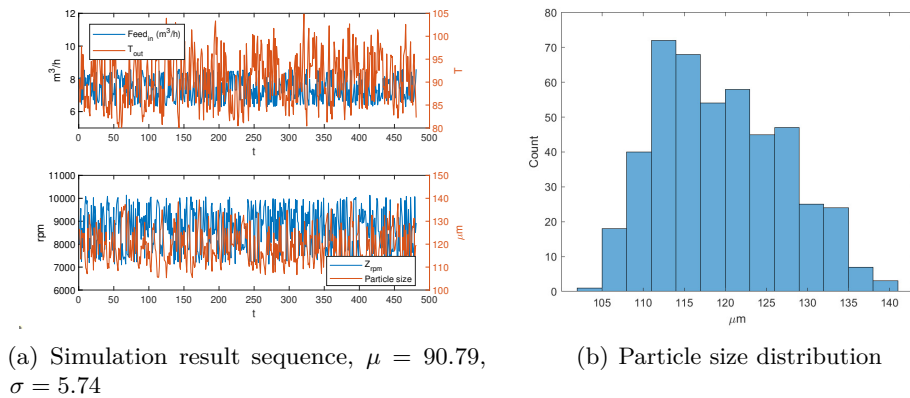 Feed_in (m³/h)
T_out
12
10
8
6
m³/h
105
100
95
90
85
80
T
0 50 100 150 200 250 300 350 400 450 500
t
11000
10000
9000
8000
7000
6000
rpm
150
140
130
120
110
100
μm
Z_rpm
Particle size
0 50 100 150 200 250 300 350 400 450 500
t
(a) Simulation result sequence, μ = 90.79,
σ = 5.74
80
70
60
50
40
30
20
10
0
Count
105 110 115 120 125 130 135 140
μm
(b) Particle size distribution